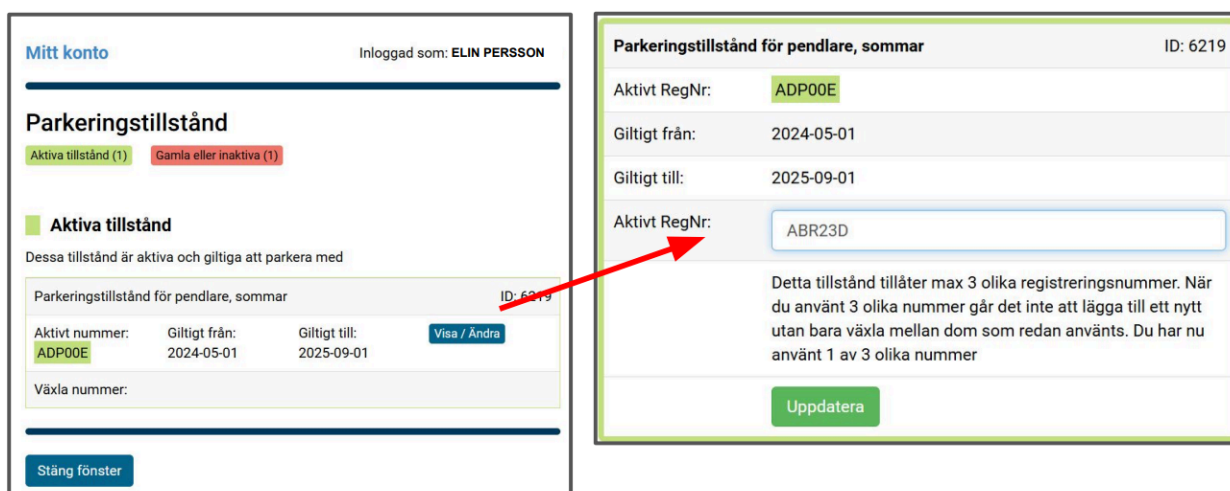 Mitt konto
Inloggad som: ELIN PERSSON
Parkeringstillstånd
Aktiva tillstånd (1)
Gamla eller inaktiva (1)
Aktiva tillstånd
Dessa tillstånd är aktiva och giltiga att parkera med
Parkeringstillstånd för pendlare, sommar ID: 6219
Aktivt nummer: Giltigt från: Giltigt till: Visa / Ändra
ADP00E 2024-05-01 2025-09-01
Växla nummer:
Stäng fönster
Parkeringstillstånd för pendlare, sommar ID: 6219
Aktivt RegNr: ADP00E
Giltigt från: 2024-05-01
Giltigt till: 2025-09-01
Aktivt RegNr: ABR23D
Detta tillstånd tillåter max 3 olika registreringsnummer. När
du använt 3 olika nummer går det inte att lägga till ett nytt
utan bara växla mellan dom som redan använts. Du har nu
använt 1 av 3 olika nummer
Uppdatera